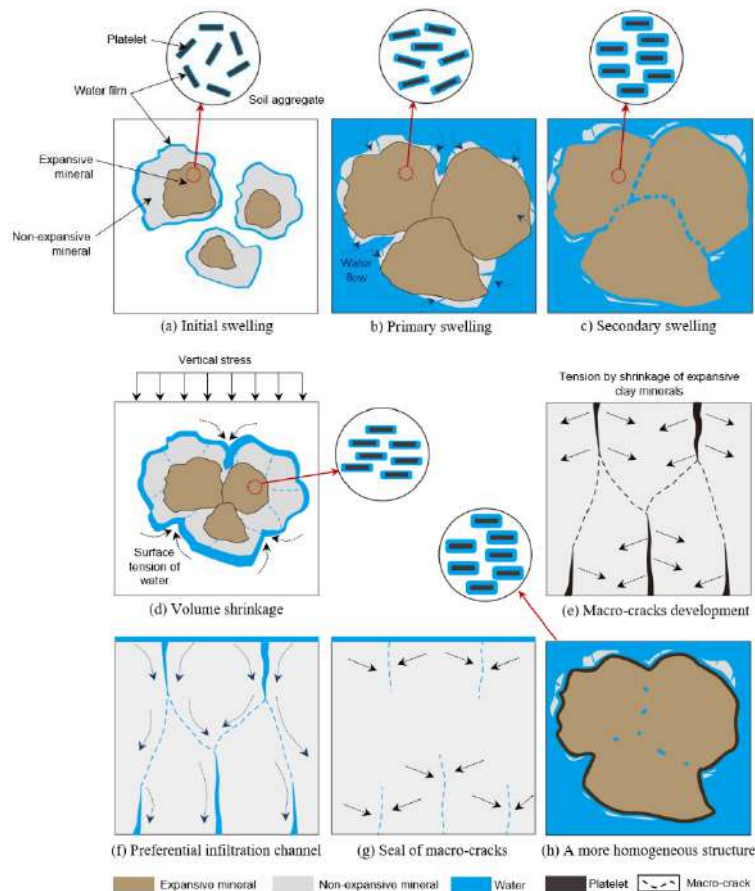 Platelet
Water film
Soil aggregate
Expansive
mineral
Non-expansive
mineral
Water
flow
(a) Initial swelling
b) Primary swelling
c) Secondary swelling
Vertical stress
Tension by shrinkage of expansive
clay minerals
Surface
tension of
water
(d) Volume shrinkage
(e) Macro-cracks development
(f) Preferential infiltration channel
(g) Seal of macro-cracks
(h) A more homogeneous structure
Expansive mineral
Non-expansive mineral
Water
Platelet
Macro-crack